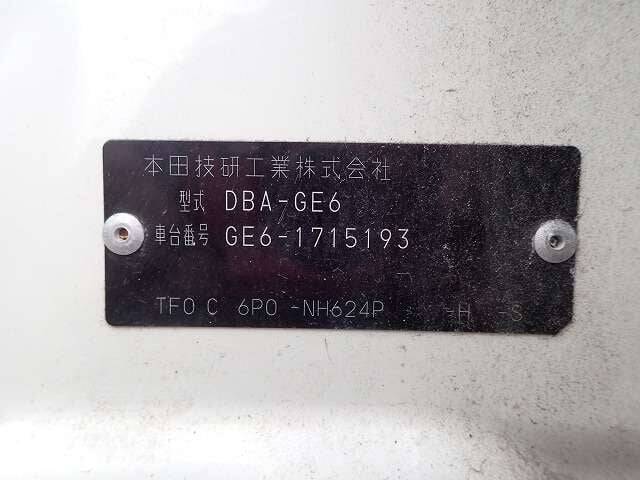 本田技研工業株式会社
型式 DBA-GE6
車台番号 GE6-1715193
TF0 C 6P0 -NH624P -H -S